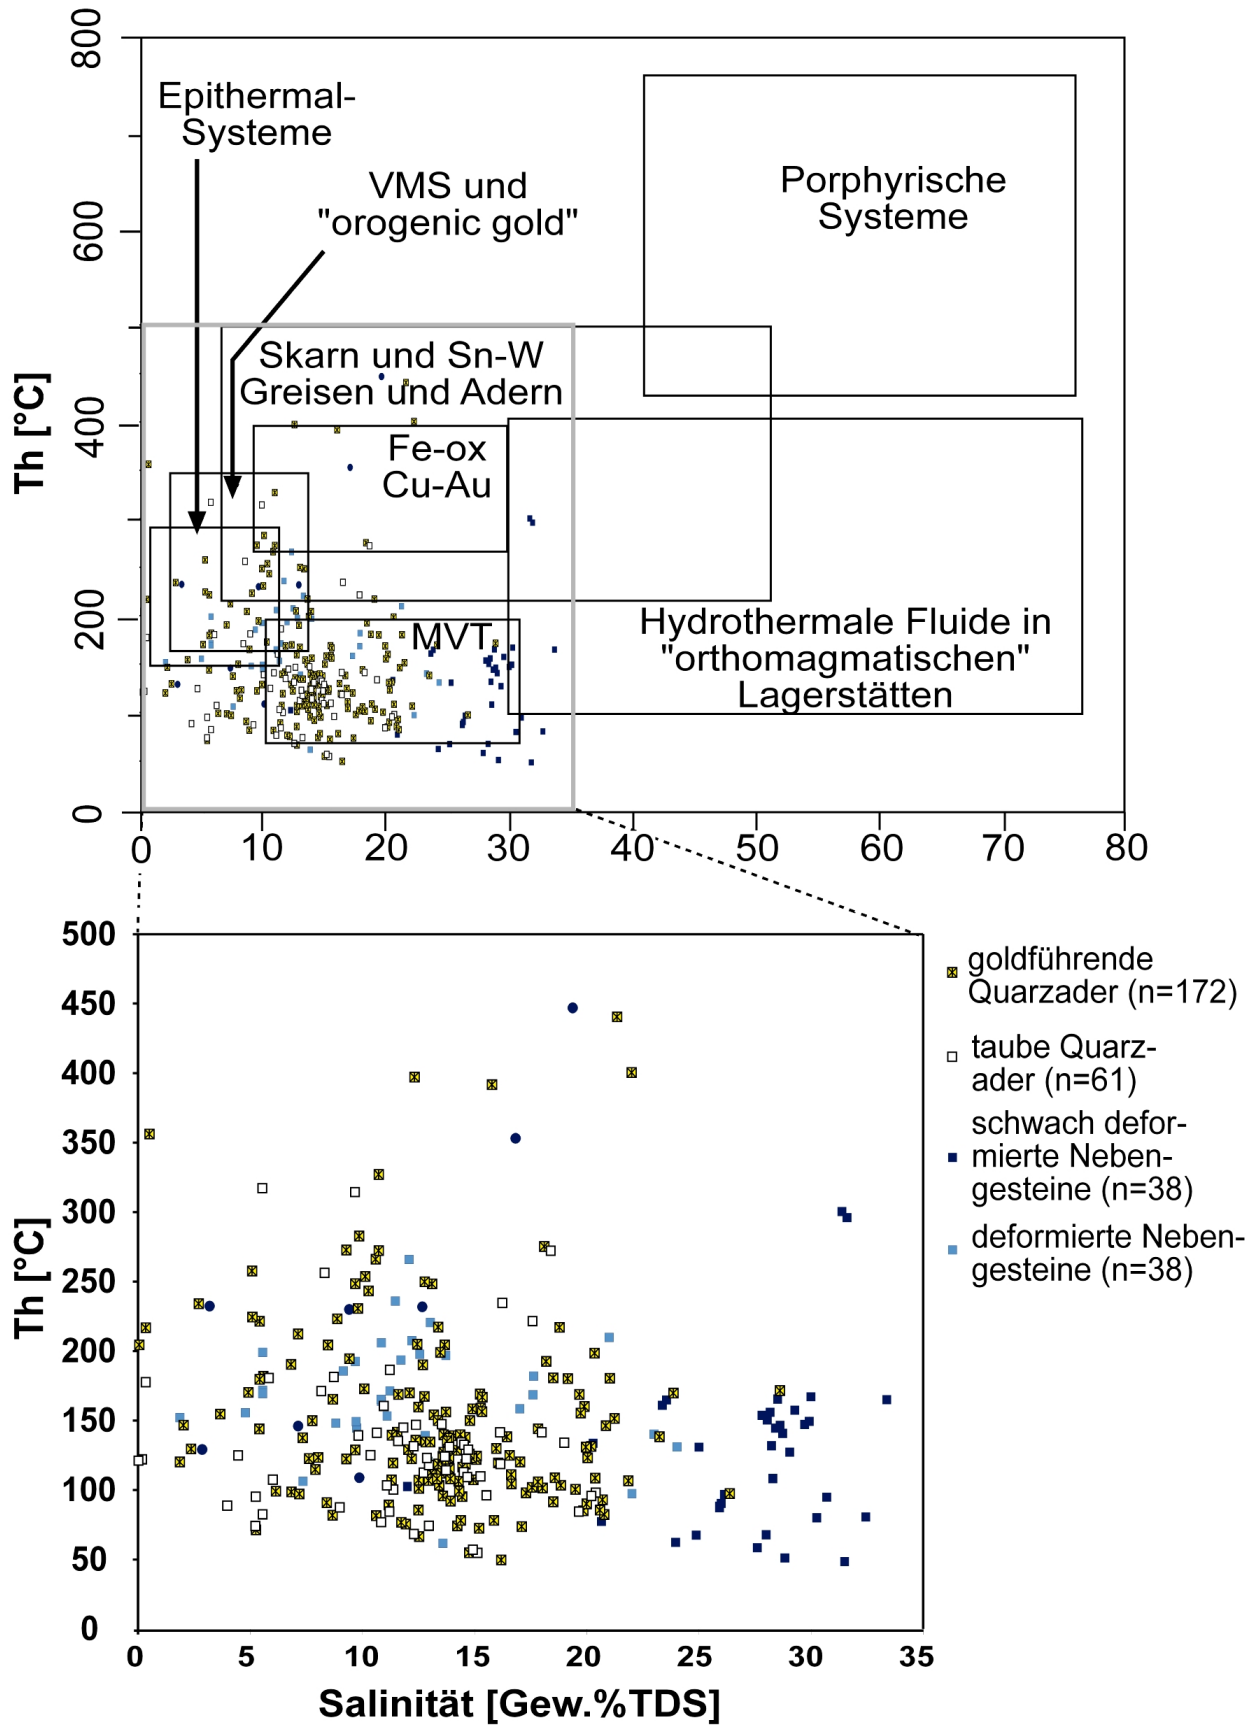 800
600
400
200
0
Th [°C]
Epithermal-
Systeme
VMS und
"orogenic gold"
Porphyrische
Systeme
Skarn und Sn-W
Greisen und Adern
Fe-ox
Cu-Au
MVT
Hydrothermale Fluide in
"orthomagmatischen"
Lagerstätten
0 10 20 30 40 50 60 70 80
500
450
400
350
300
250
200
150
100
50
0
Th [°C]
0 5 10 15 20 25 30 35
Salinität [Gew.%TDS]
goldführende
Quarzader (n=172)
taube Quarz-
ader (n=61)
schwach defor-
mierte Neben-
gesteine (n=38)
deformierte Neben-
gesteine (n=38)